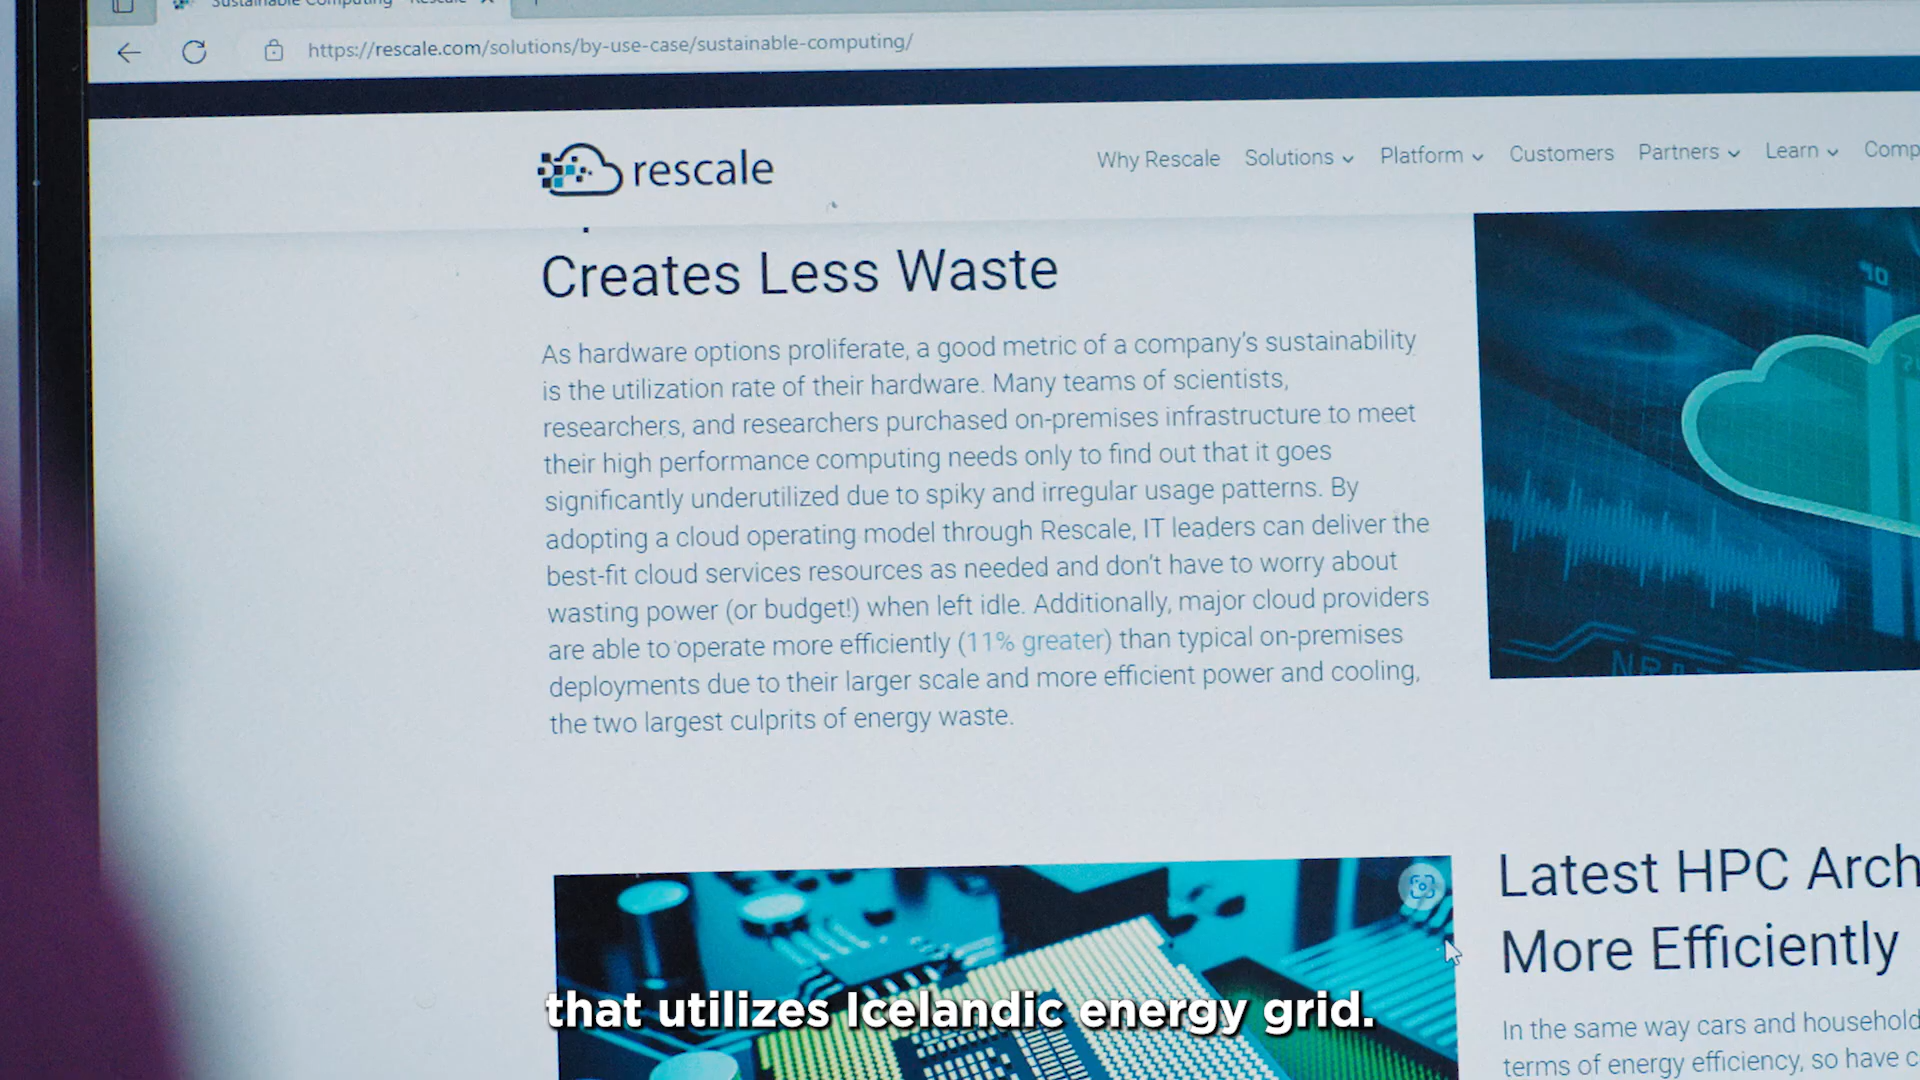 Sustainable Computing - Rescale
https://rescale.com/solutions/by-use-case/sustainable-computing/
rescale
Why Rescale Solutions Platform Customers Partners Learn Comp
Creates Less Waste
As hardware options proliferate, a good metric of a company's sustainability
is the utilization rate of their hardware. Many teams of scientists,
researchers, and researchers purchased on-premises infrastructure to meet
their high performance computing needs only to find out that it goes
significantly underutilized due to spiky and irregular usage patterns. By
adopting a cloud operating model through Rescale, IT leaders can deliver the
best-fit cloud services resources as needed and don't have to worry about
wasting power (or budget!) when left idle. Additionally, major cloud providers
are able to operate more efficiently (11% greater) than typical on-premises
deployments due to their larger scale and more efficient power and cooling,
the two largest culprits of energy waste.
Latest HPC Arch
More Efficiently
In the same way cars and household
terms of energy efficiency, so have c
that utilizes Icelandic energy grid.